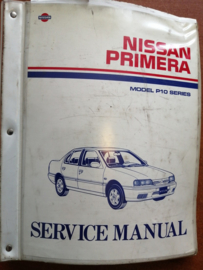 NISSAN
PRIMERA
MODEL P10 SERIES
SERVICE MANUAL